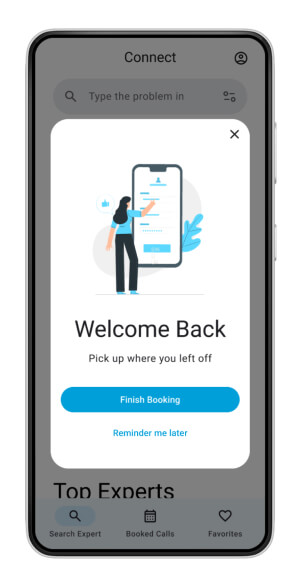 Connect
Type the problem in
Welcome Back
Pick up where you left off
Finish Booking
Reminder me later
Top Experts
Search Expert
Booked Calls
Favorites